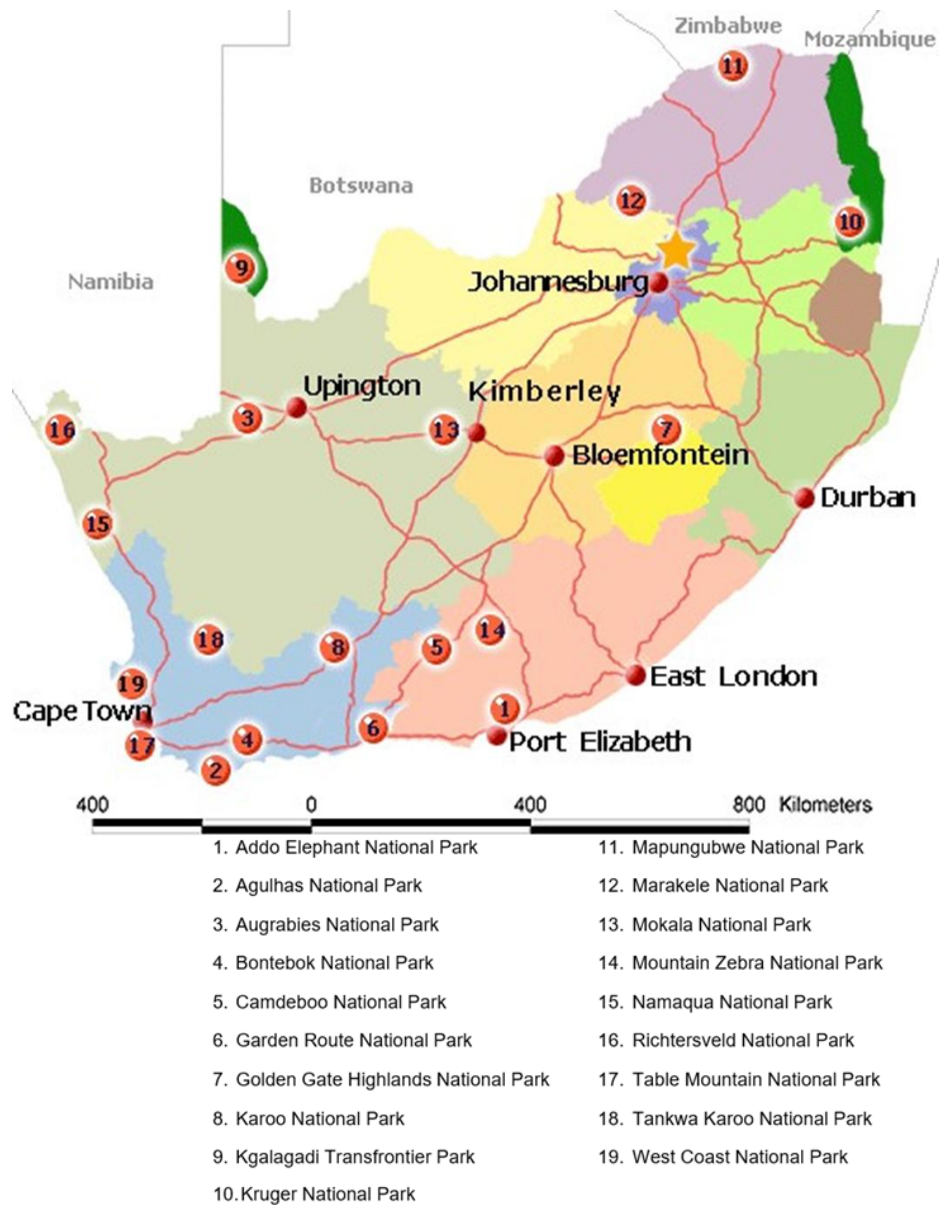 Zimbabwe
Mozambique
11
Botswana
12
10
9
Namibia
Johannesburg
Upington
Kimberley
3
16
13
7
Bloemfontein
Durban
15
14
18
8
5
East London
19
1
Cape Town
6
17
4
Port Elizabeth
2
400 0 400 800 Kilometers
1. Addo Elephant National Park
2. Agulhas National Park
3. Augrabies National Park
4. Bontebok National Park
5. Camdeboo National Park
6. Garden Route National Park
7. Golden Gate Highlands National Park
8. Karoo National Park
9. Kgalagadi Transfrontier Park
10. Kruger National Park
11. Mapungubwe National Park
12. Marakele National Park
13. Mokala National Park
14. Mountain Zebra National Park
15. Namaqua National Park
16. Richtersveld National Park
17. Table Mountain National Park
18. Tankwa Karoo National Park
19. West Coast National Park